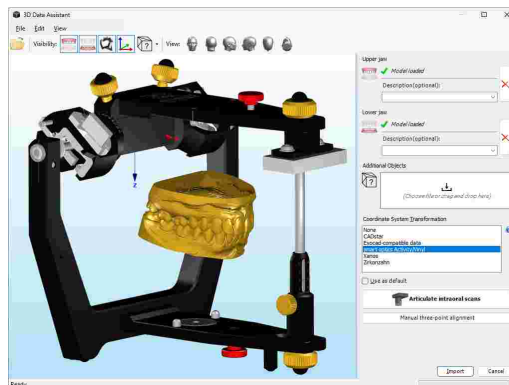 3D Data Assistant
File Edit View
Visibility: View:
Upper jaw
Model loaded
Description(optional):
Lower jaw
Model loaded
Description(optional):
Additional Objects
(Choose file or drag and drop here)
Coordinate System Transformation
None
CADstar
Exocad-compatible data
smart optics Activity/Vinyl
Xanos
Zirkonzahn
Use as default
Articulate intraoral scans
Manual three-point alignment
Import Cancel
Ready
z